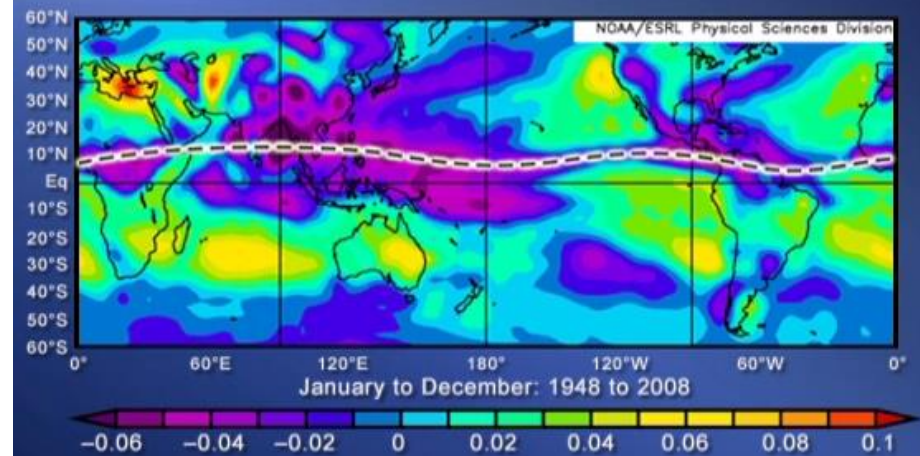 60°N
NOAA/ESRL Physical Sciences Division
50°N
40°N
30°N
20°N
10°N
Eq
10°S
20°S
30°S
40°S
50°S
60°S
0° 60°E 120°E 180° 120°W 60°W 0°
January to December: 1948 to 2008
−0.06 −0.04 −0.02 0 0.02 0.04 0.06 0.08 0.1